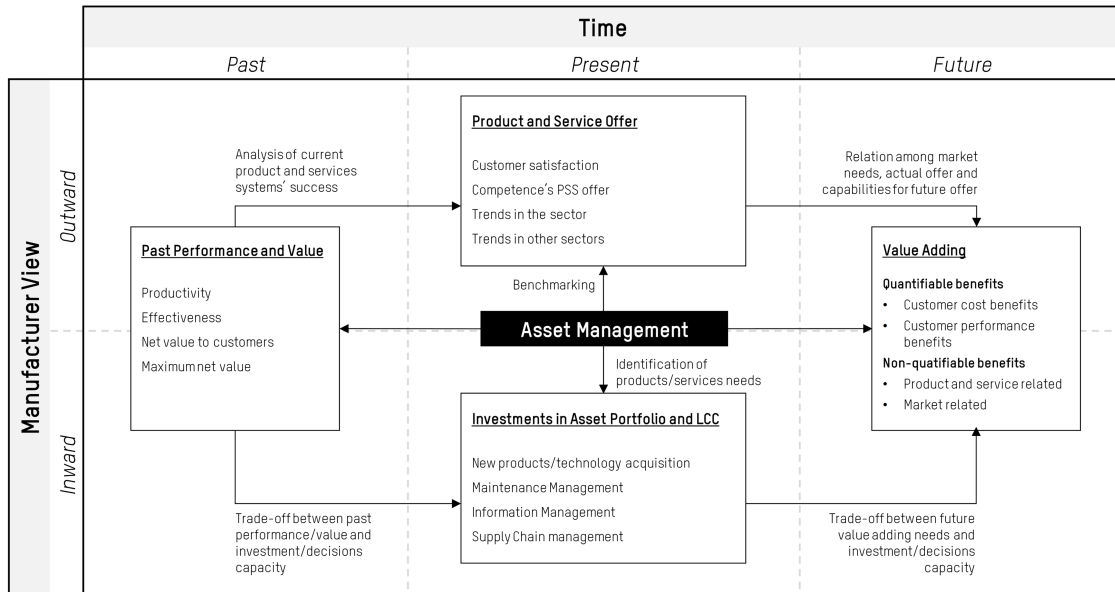 Time
Past
Present
Future
Manufacturer View
Outward
Inward
Analysis of current
product and services
systems' success
Product and Service Offer
Customer satisfaction
Competence's PSS offer
Trends in the sector
Trends in other sectors
Relation among market
needs, actual offer and
capabilities for future offer
Past Performance and Value
Productivity
Effectiveness
Net value to customers
Maximum net value
Benchmarking
Asset Management
Identification of
products/services needs
Value Adding
Quantifiable benefits
• Customer cost benefits
• Customer performance
benefits
Non-quatifiable benefits
• Product and service related
• Market related
Investments in Asset Portfolio and LCC
New products/technology acquisition
Maintenance Management
Information Management
Supply Chain management
Trade-off between past
performance/value and
investment/decisions
capacity
Trade-off between future
value adding needs and
investment/decisions
capacity